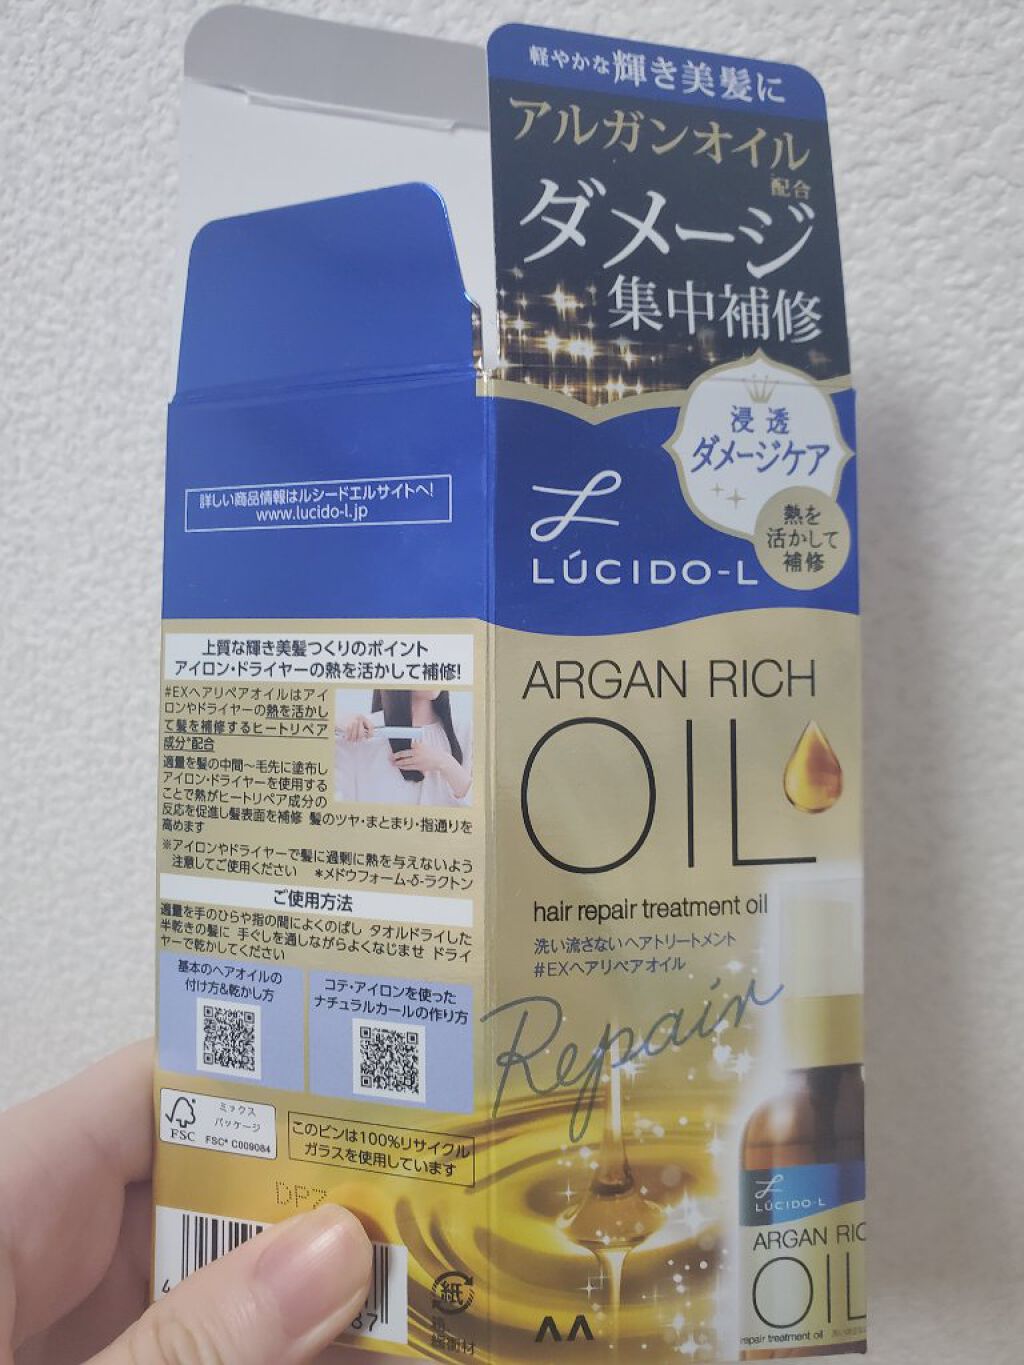 軽やかな輝き美髪に
アルガンオイル
配合
ダメージ
集中補修
浸透
ダメージケア
熱を
活かして
補修
LÚCIDO-L
ARGAN RICH
OIL
hair repair treatment oil
洗い流さないヘアトリートメント
#EXヘアリペアオイル
Repair
LÚCIDO-L
ARGAN RIC
OIL
repair treatment oil
詳しい商品情報はルシードエルサイトへ!
www.lucido-l.jp
上質な輝き美髪つくりのポイント
アイロン・ドライヤーの熱を活かして補修!
#EXヘアリペアオイルはアイ
ロンやドライヤーの熱を活かし
て髪を補修するヒートリペア
成分*配合
適量を髪の中間～毛先に塗布し
アイロン・ドライヤーを使用する
ことで熱がヒートリペア成分の
反応を促進し髪表面を補修 髪のツヤ・まとまり・指通りを
高めます
※アイロンやドライヤーで髪に過剰に熱を与えないよう
注意してご使用ください *メドウフォーム-δ-ラクトン
ご使用方法
適量を手のひらや指の間によくのばし タオルドライした
半乾きの髪に 手ぐしを通しながらよくなじませ ドライ
ヤーで乾かしてください
基本のヘアオイルの
付け方&乾かし方
コテ・アイロンを使った
ナチュラルカールの作り方
FSC
ミックス
パッケージ
FSC® C009084
このビンは100%リサイクル
ガラスを使用しています
DP7
4
37
紙
箱
緩衝材